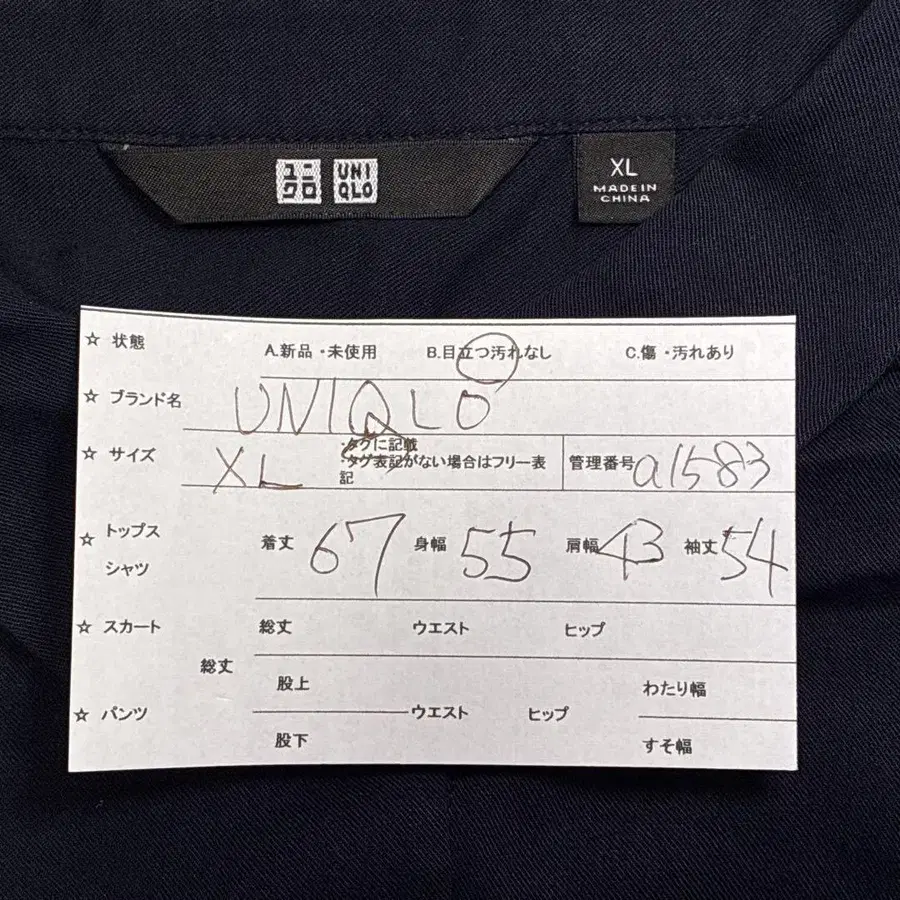 ユニ UNI
クロ QLO
XL
MADE IN
CHINA
☆ 状態 A.新品・未使用 B.目立つ汚れなし C.傷・汚れあり
☆ ブランド名 UNIQLO
☆ サイズ XL ・タグに記載
・タグ表記がない場合はフリー表
記
管理番号 a1583
☆ トップス
シャツ
着丈 67 身幅 55 肩幅 43 袖丈 54
☆ スカート 総丈 ウエスト ヒップ
☆ パンツ 総丈 股上 ウエスト ヒップ わたり幅
股下 すそ幅